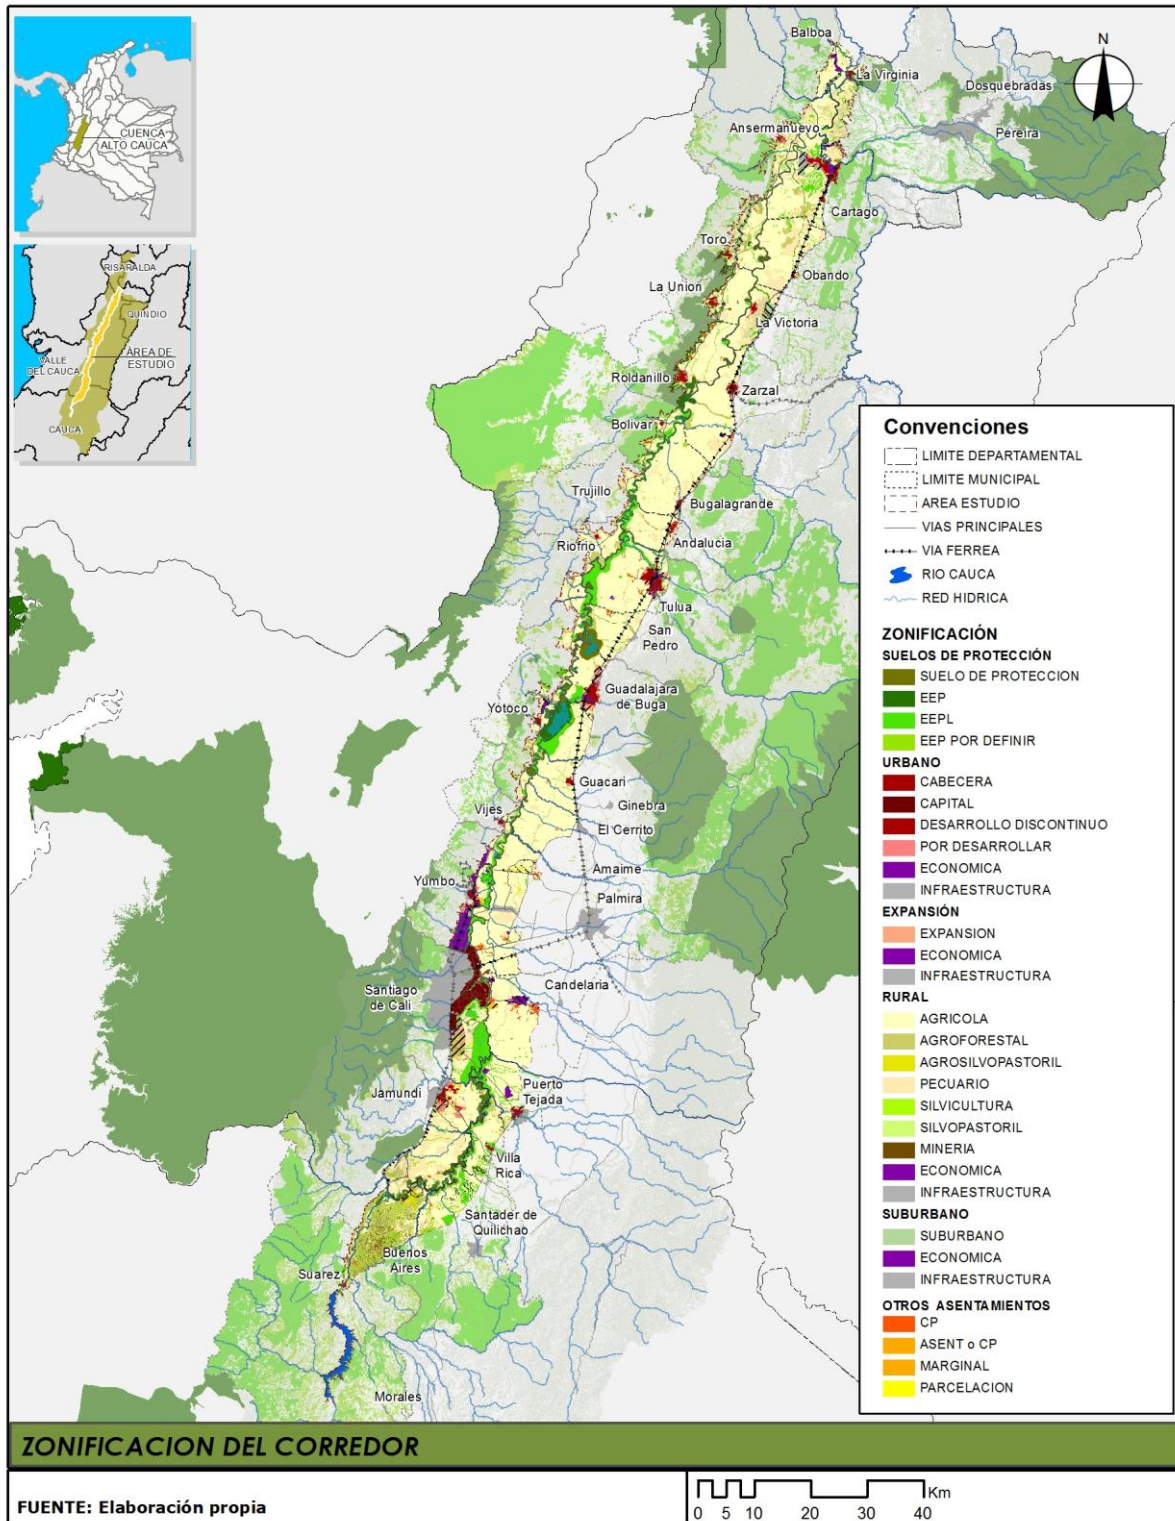 CUENCA
ALTO CAUCA
RISARALDA
QUINDIO
ÁREA DE
ESTUDIO
VALLE
DEL CAUCA
CAUCA
N
Balboa
La Virginia
Dosquebradas
Pereira
Ansermanuevo
Cartago
Toro
Obando
La Union
La Victoria
Roldanillo
Zarzal
Bolivar
Trujillo
Bugalagrande
Riofrio
Andalucia
Tulua
San
Pedro
Guadalajara
de Buga
Yotoco
Guacari
Ginebra
Vijes
El Cerrito
Amaime
Yumbo
Palmira
Santiago
de Cali
Candelaria
Jamundi
Puerto
Tejada
Villa
Rica
Santader de
Quilichao
Buenos
Aires
Suarez
Morales
Convenciones
LIMITE DEPARTAMENTAL
LIMITE MUNICIPAL
AREA ESTUDIO
VIAS PRINCIPALES
VIA FERREA
RIO CAUCA
RED HIDRICA
ZONIFICACIÓN
SUELOS DE PROTECCIÓN
SUELO DE PROTECCION
EEP
EEPL
EEP POR DEFINIR
URBANO
CABECERA
CAPITAL
DESARROLLO DISCONTINUO
POR DESARROLLAR
ECONOMICA
INFRAESTRUCTURA
EXPANSIÓN
EXPANSION
ECONOMICA
INFRAESTRUCTURA
RURAL
AGRICOLA
AGROFORESTAL
AGROSILVOPASTORIL
PECUARIO
SILVICULTURA
SILVOPASTORIL
MINERIA
ECONOMICA
INFRAESTRUCTURA
SUBURBANO
SUBURBANO
ECONOMICA
INFRAESTRUCTURA
OTROS ASENTAMIENTOS
CP
ASENT o CP
MARGINAL
PARCELACION
ZONIFICACION DEL CORREDOR
FUENTE: Elaboración propia
Km
0 5 10 20 30 40